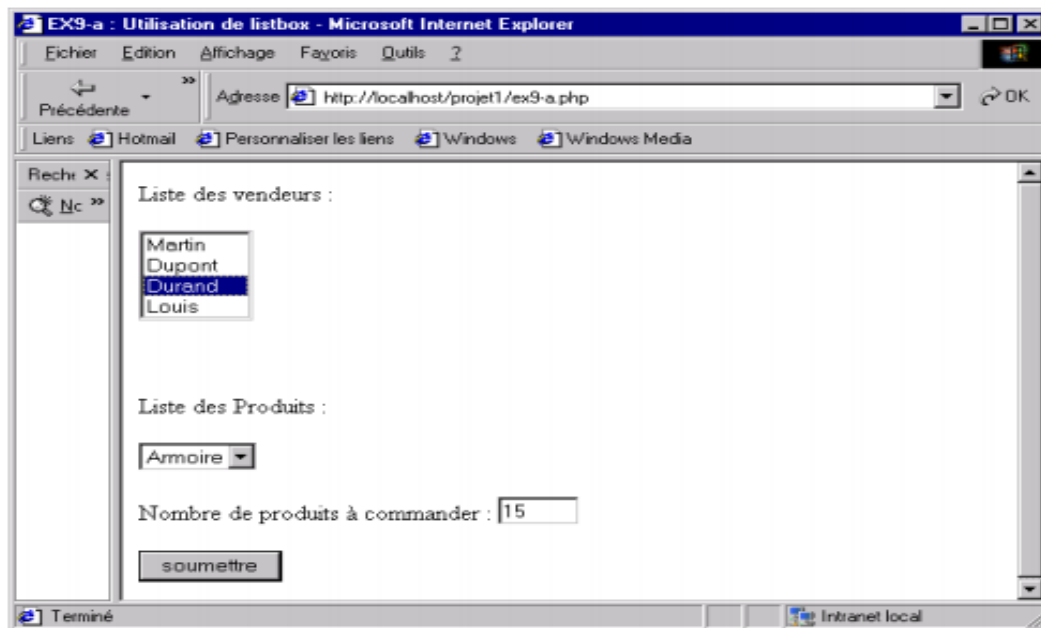 EX9-a : Utilisation de listbox - Microsoft Internet Explorer
Fichier Edition Affichage Favoris Outils ?
Précédente » Adresse http://localhost/projet1/ex9-a.php OK
Liens Hotmail Personnaliser les liens Windows Windows Media
Reche
Nc »
Liste des vendeurs :
Martin
Dupont
Durand
Louis
Liste des Produits :
Armoire
Nombre de produits à commander : 15
soumettre
Terminé Intranet local